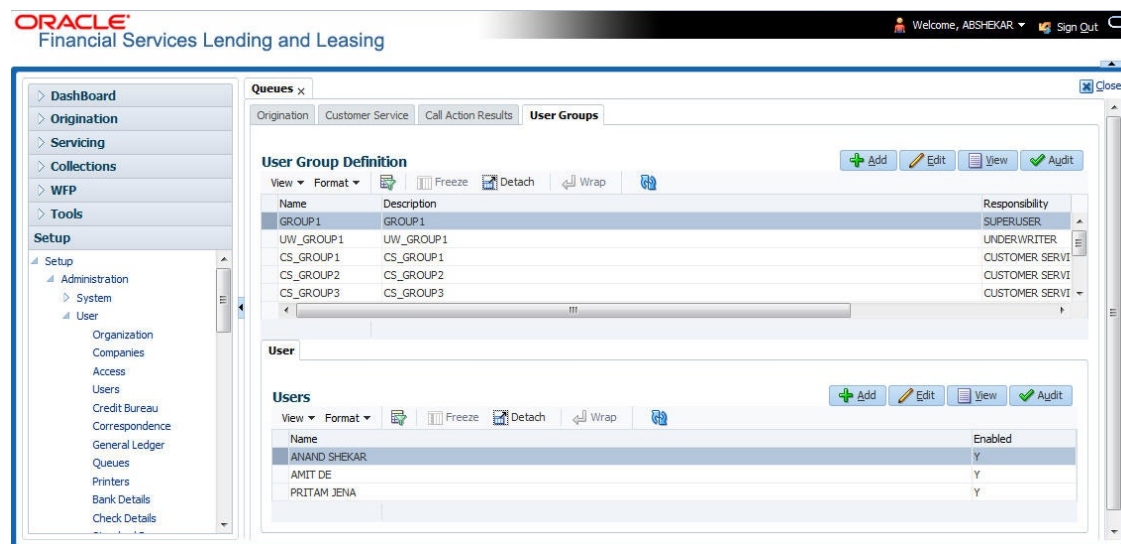 ORACLE'
Financial Services Lending and Leasing
Welcome, ABSHEKAR
Sign Out
Close
DashBoard
Origination
Servicing
Collections
WFP
Tools
Setup
Setup
Administration
System
User
Organization
Companies
Access
Users
Credit Bureau
Correspondence
General Ledger
Queues
Printers
Bank Details
Check Details
Queues x
Origination Customer Service Call Action Results User Groups
User Group Definition
Add Edit View Audit
View Format Freeze Detach Wrap
Name Description Responsibility
GROUP1 GROUP1 SUPERUSER
UW_GROUP1 UW_GROUP1 UNDERWRITER
CS_GROUP1 CS_GROUP1 CUSTOMER SERVI
CS_GROUP2 CS_GROUP2 CUSTOMER SERVI
CS_GROUP3 CS_GROUP3 CUSTOMER SERVI
User
Users
Add Edit View Audit
View Format Freeze Detach Wrap
Name Enabled
ANAND SHEKAR Y
AMIT DE Y
PRITAM JENA Y